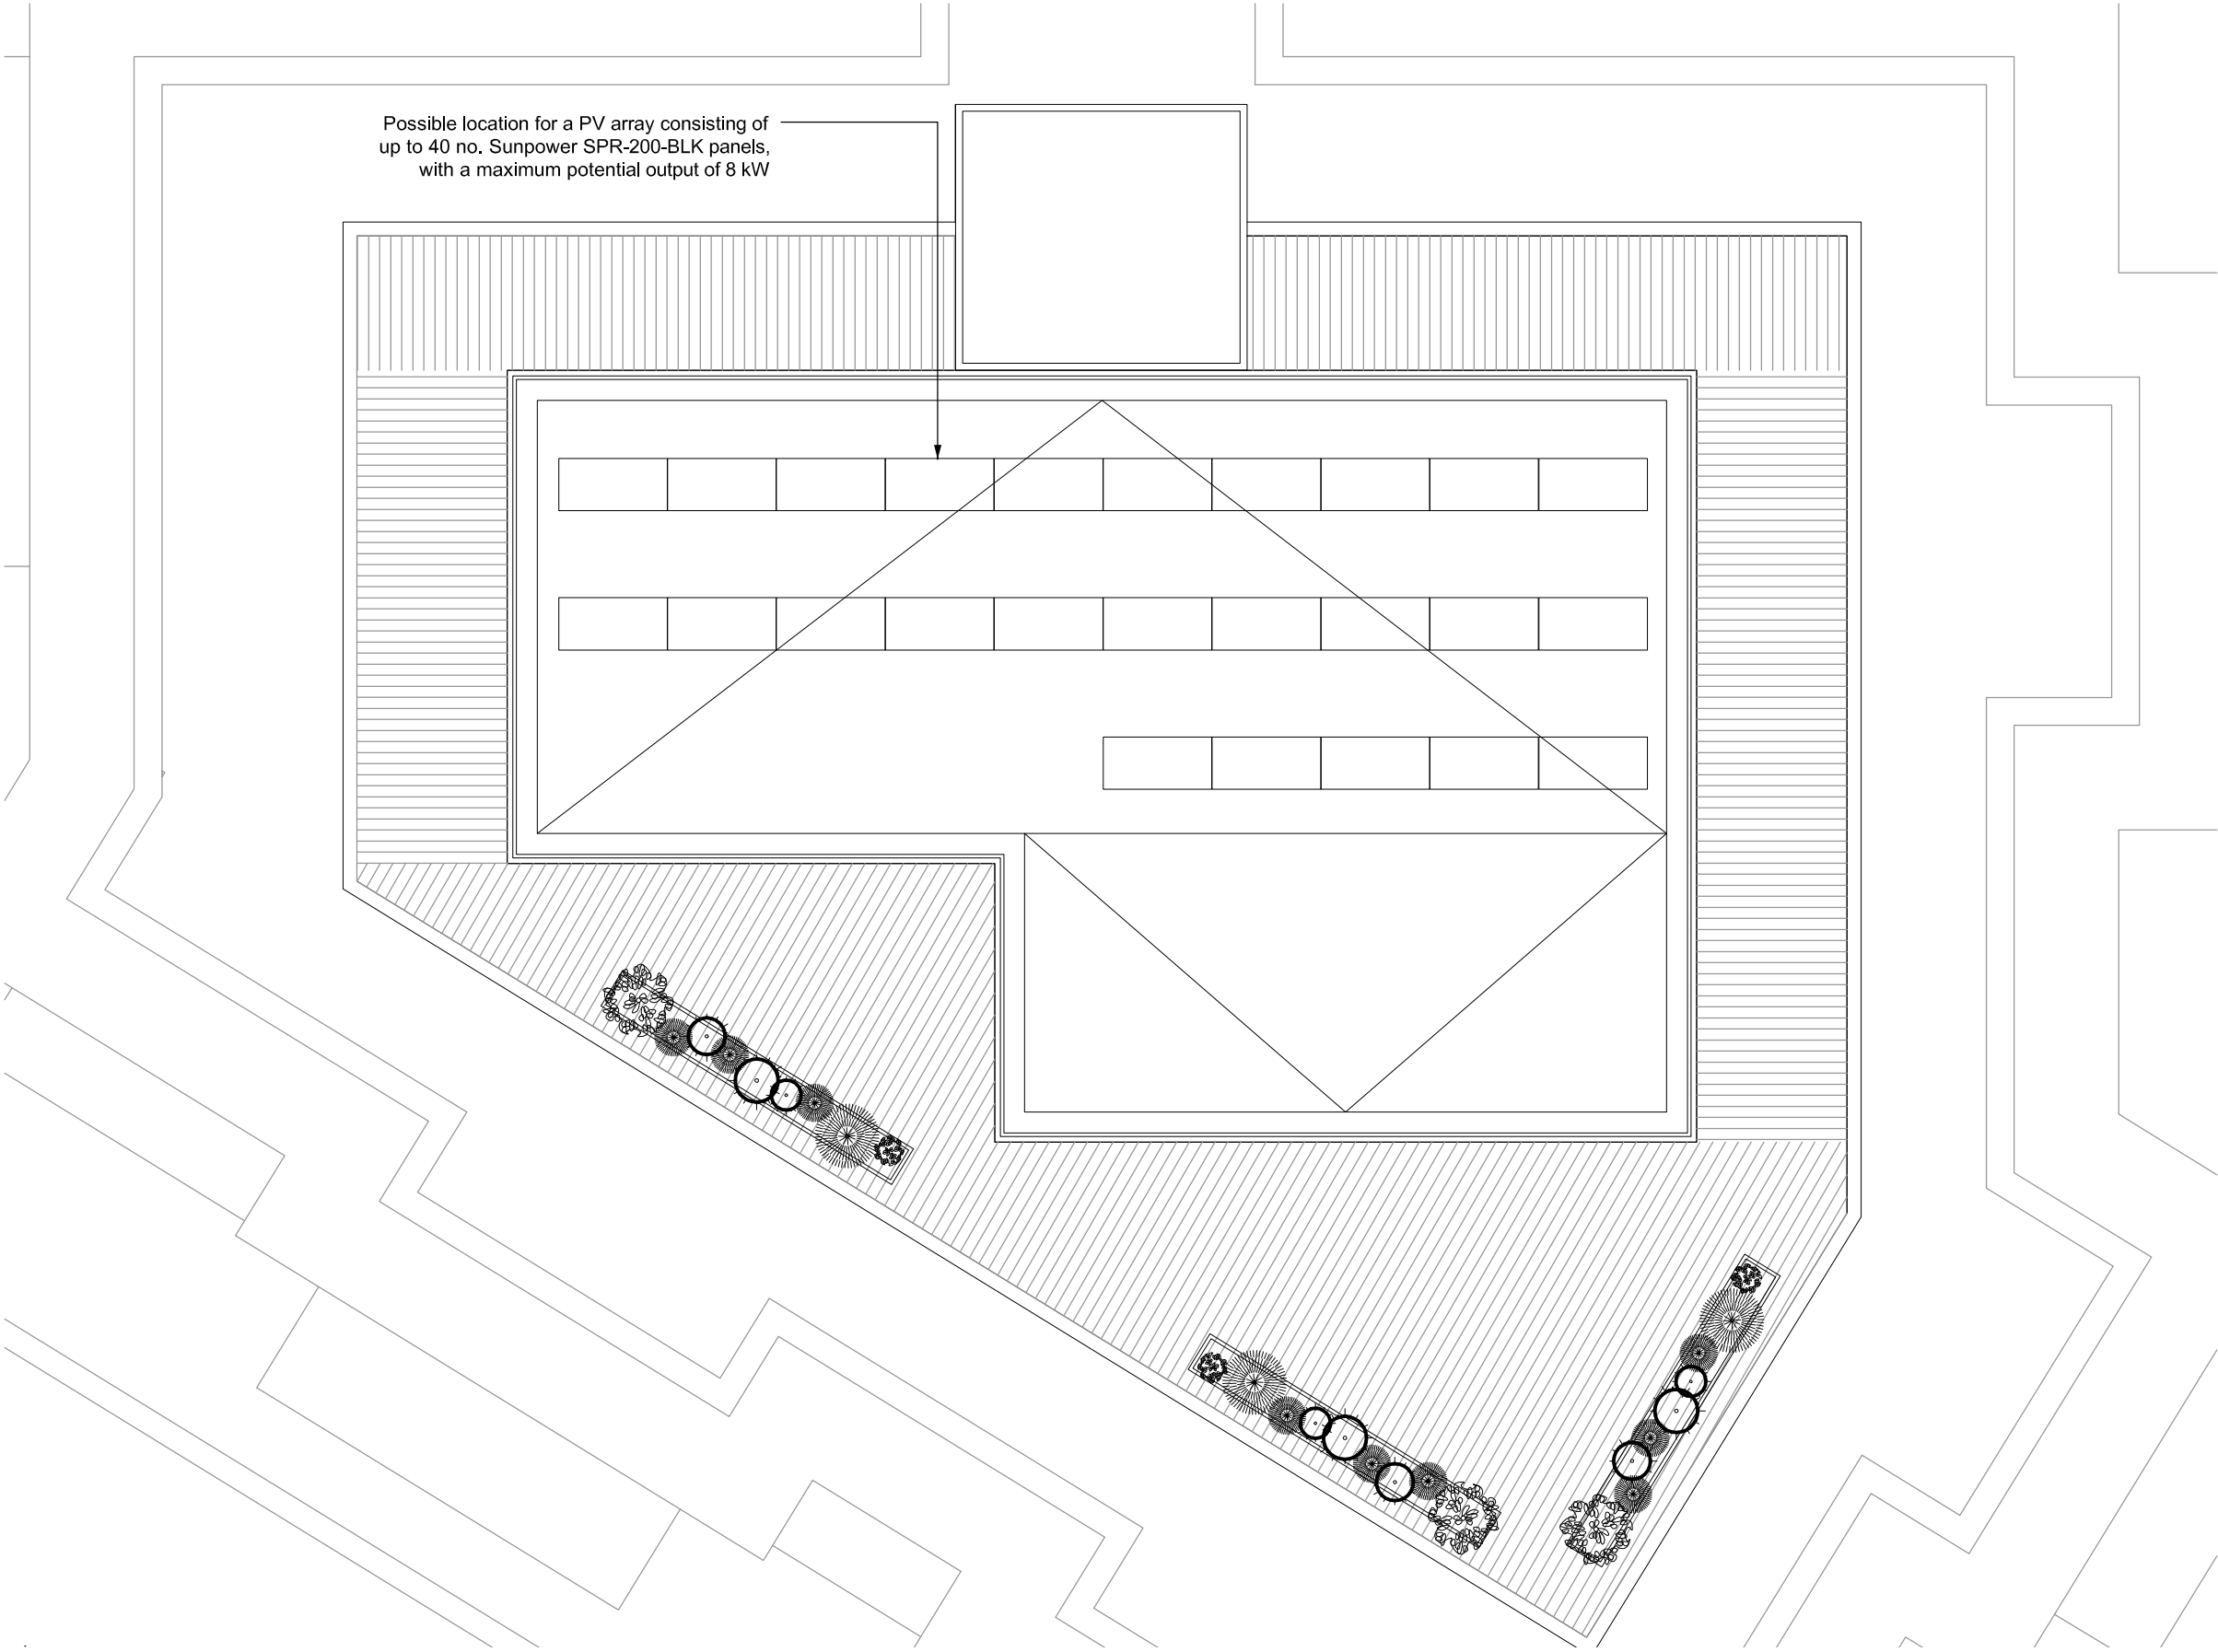 Possible location for a PV array consisting of
up to 40 no. Sunpower SPR-200-BLK panels,
with a maximum potential output of 8 kW